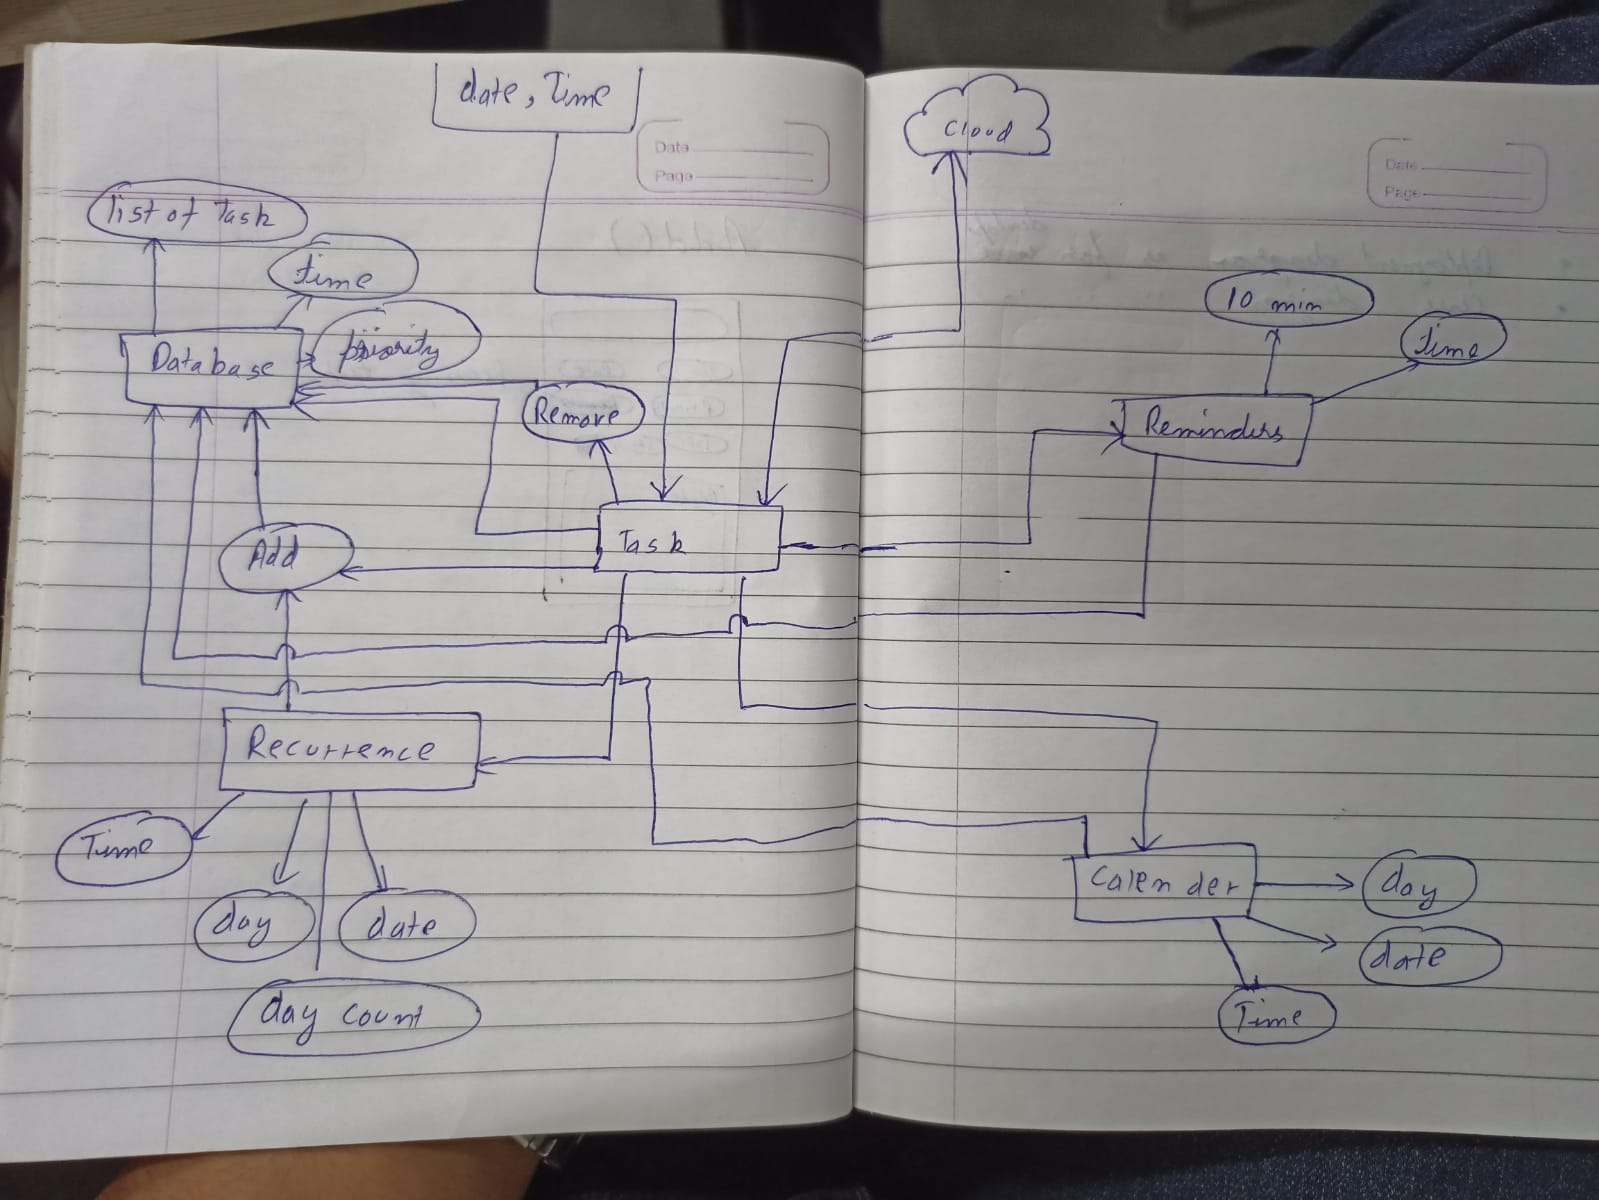 date, Time
Cloud
Data
Page
Date
Page
list of Task
time
10 min
Time
Database
priority
Remove
Reminders
Task
Add
Recurrence
Time
Calender
day
day
date
date
day count
Time